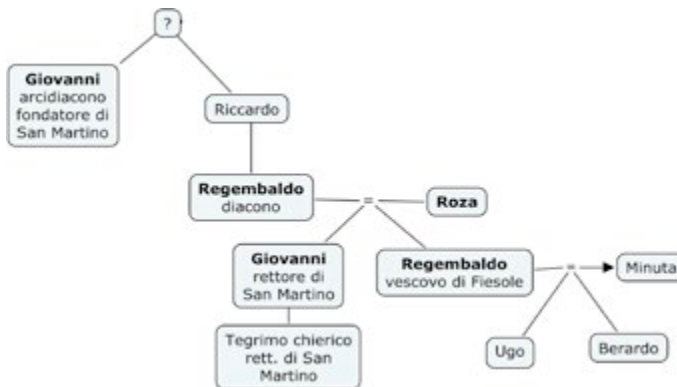 ?
Giovanni
arcidiacono
fondatore di
San Martino
Riccardo
Regembaldo
diacono
=
Roza
Giovanni
rettore di
San Martino
Regembaldo
vescovo di Fiesole
=
Minuta
Tegrimo chierico
rett. di San
Martino
Ugo
Berardo